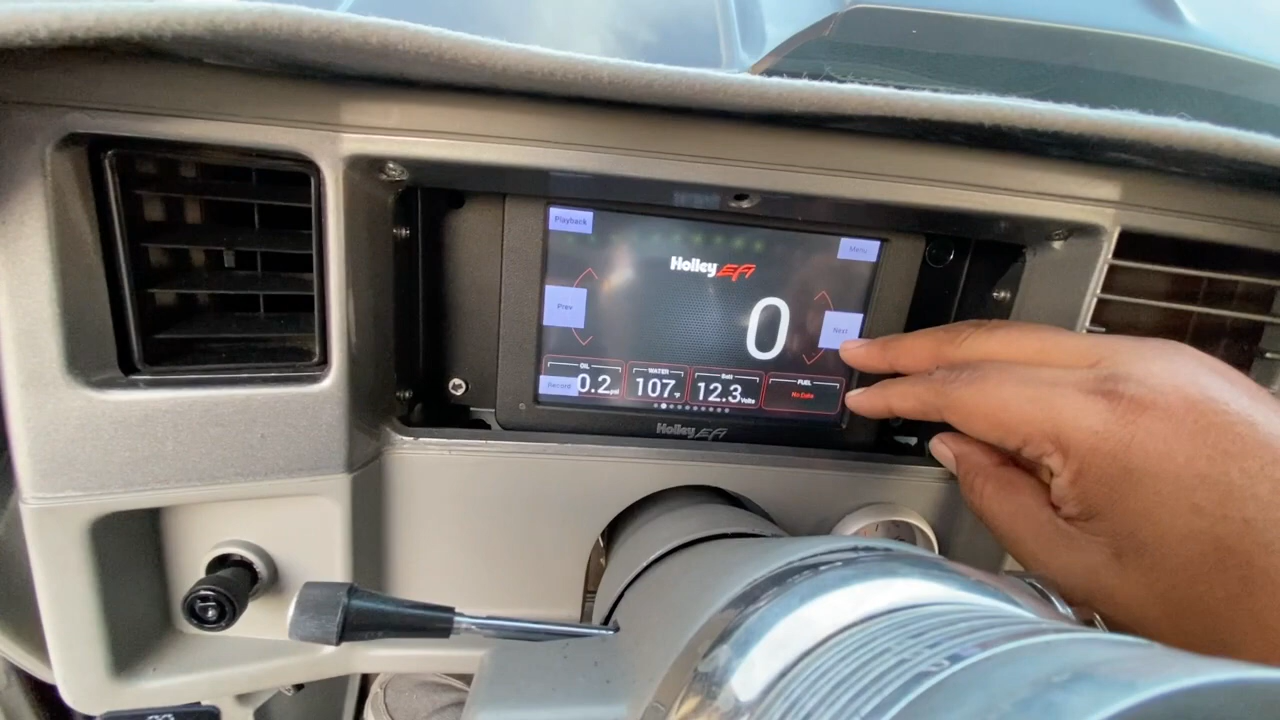 Playback
Menu
Holley EFI
Prev
0
Next
OIL
WATER
Batt
FUEL
Record
0.2 psi
107 °F
12.3 Volts
No Data
Holley EFI